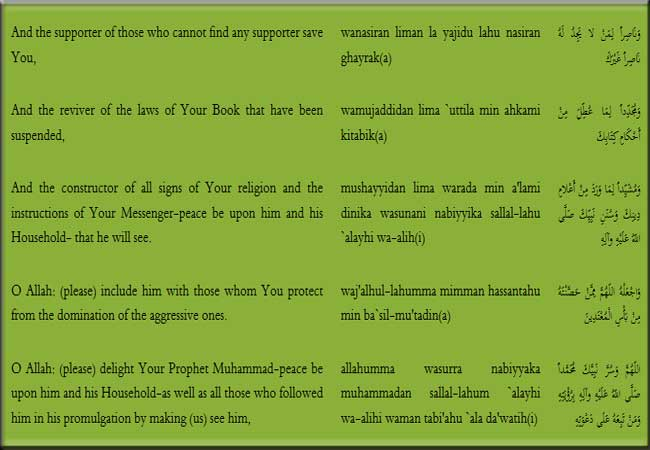 And the supporter of those who cannot find any supporter save
You,
wanasiran liman la yajidu lahu nasiran
ghayrak(a)
وَنَاصِراً لِمَنْ لَا يَجِدُ لَهُ
نَاصِراً غَيْرَكَ
And the reviver of the laws of Your Book that have been
suspended,
wamujaddidan lima `uttila min ahkami
kitabik(a)
وَمُجَدِّداً لِمَا عُطِّلَ مِنْ
أَحْكَامِ كِتَابِكَ
And the constructor of all signs of Your religion and the
instructions of Your Messenger-peace be upon him and his
Household- that he will see.
mushayyidan lima warada min a'lami
dinika wasunani nabiyyika sallal-lahu
`alayhi wa-alih(i)
وَمُشَيِّداً لِمَا وَرَدَ مِنْ أَعْلَامِ
دِينِكَ وَسُنَنِ نَبِيِّكَ صَلَّى
اللَّهُ عَلَيْهِ وَآلِهِ
O Allah: (please) include him with those whom You protect
from the domination of the aggressive ones.
waj'alhul-lahumma mimman hassantahu
min ba`sil-mu'tadin(a)
وَاجْعَلْهُ اللَّهُمَّ مِمَّنْ حَصَّنْتَهُ
مِنْ بَأْسِ الْمُعْتَدِينَ
O Allah: (please) delight Your Prophet Muhammad-peace be
upon him and his Household-as well as all those who followed
him in his promulgation by making (us) see him,
allahumma wasurra nabiyyaka
muhammadan sallal-lahum `alayhi
wa-alihi waman tabi'ahu `ala da'watih(i)
اللَّهُمَّ وَسُرَّ نَبِيَّكَ مُحَمَّداً
صَلَّى اللَّهُ عَلَيْهِ وَآلِهِ بِرُؤْيَتِهِ
وَمَنْ تَبِعَهُ عَلَى دَعْوَتِهِ